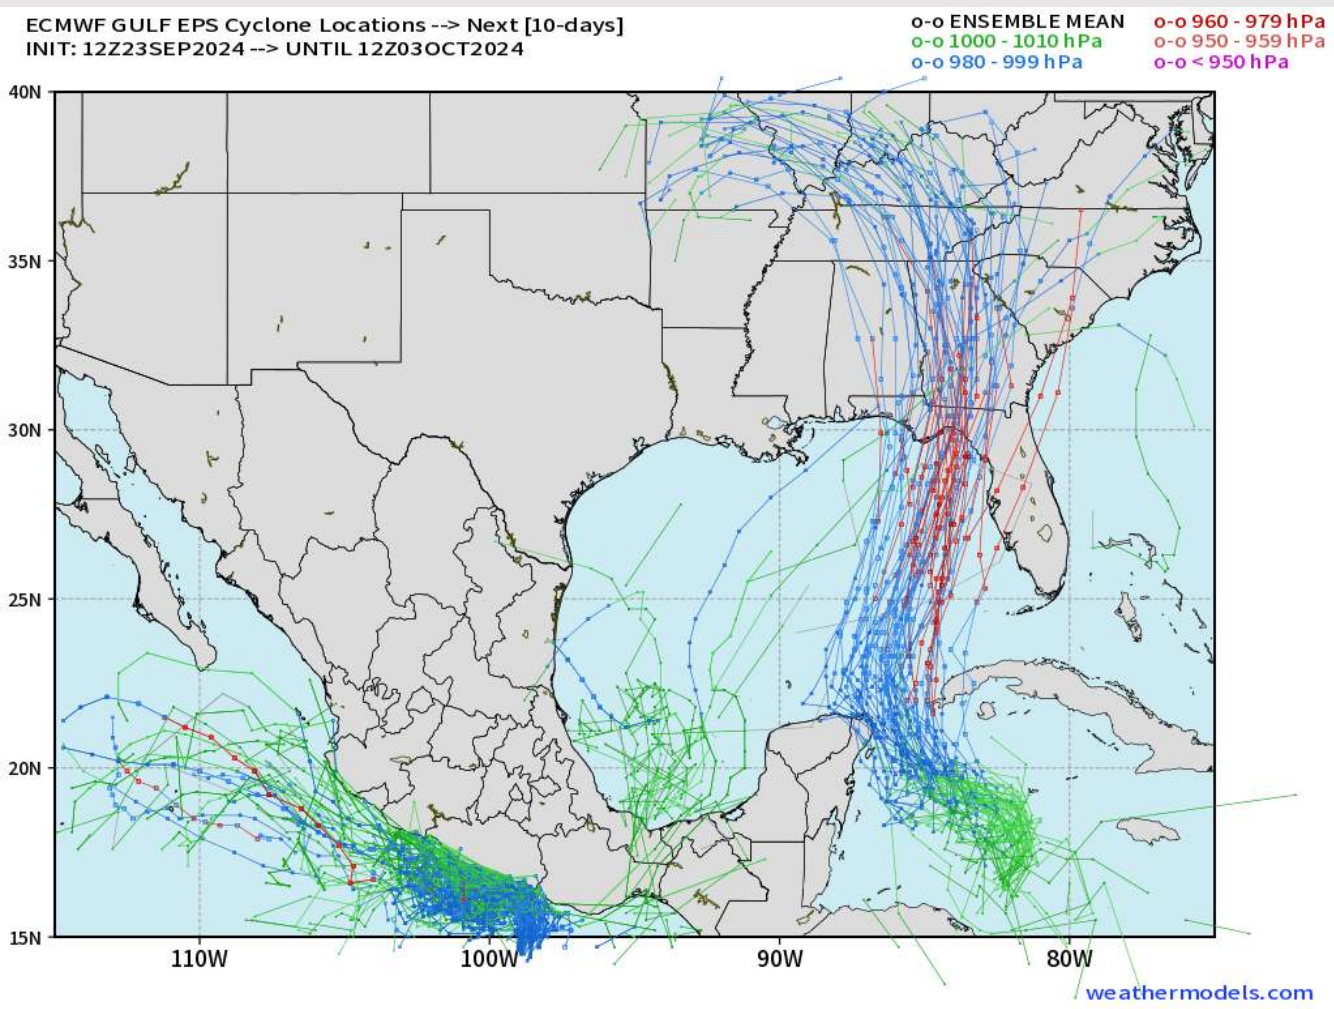 ECMWF GULF EPS Cyclone Locations --> Next [10-days]
INIT: 12Z23SEP2024 --> UNTIL 12Z03OCT2024
o-o ENSEMBLE MEAN
o-o 1000 - 1010 hPa
o-o 980 - 999 hPa
o-o 960 - 979 hPa
o-o 950 - 959 hPa
o-o < 950 hPa
40N
35N
30N
25N
20N
15N
110W
100W
90W
80W
weathermodels.com